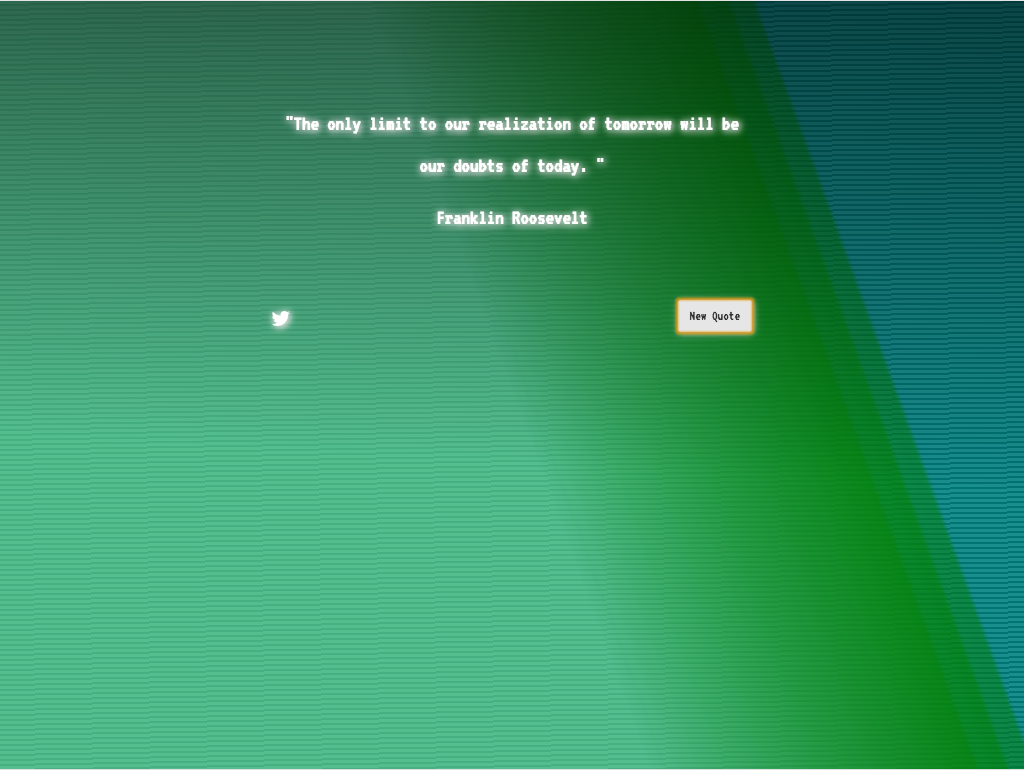 "The only limit to our realization of tomorrow will be
our doubts of today. "
Franklin Roosevelt
New Quote